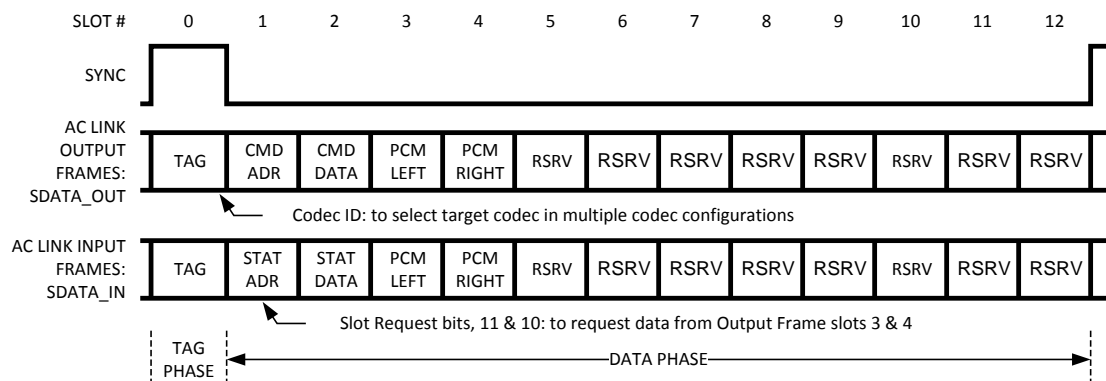 SLOT # 0 1 2 3 4 5 6 7 8 9 10 11 12
SYNC
AC LINK
OUTPUT
FRAMES:
SDATA_OUT
TAG CMD ADR CMD DATA PCM LEFT PCM RIGHT RSRV RSRV RSRV RSRV RSRV RSRV RSRV RSRV
Codec ID: to select target codec in multiple codec configurations
AC LINK INPUT
FRAMES:
SDATA_IN
TAG STAT ADR STAT DATA PCM LEFT PCM RIGHT RSRV RSRV RSRV RSRV RSRV RSRV RSRV RSRV
Slot Request bits, 11 & 10: to request data from Output Frame slots 3 & 4
TAG
PHASE
DATA PHASE